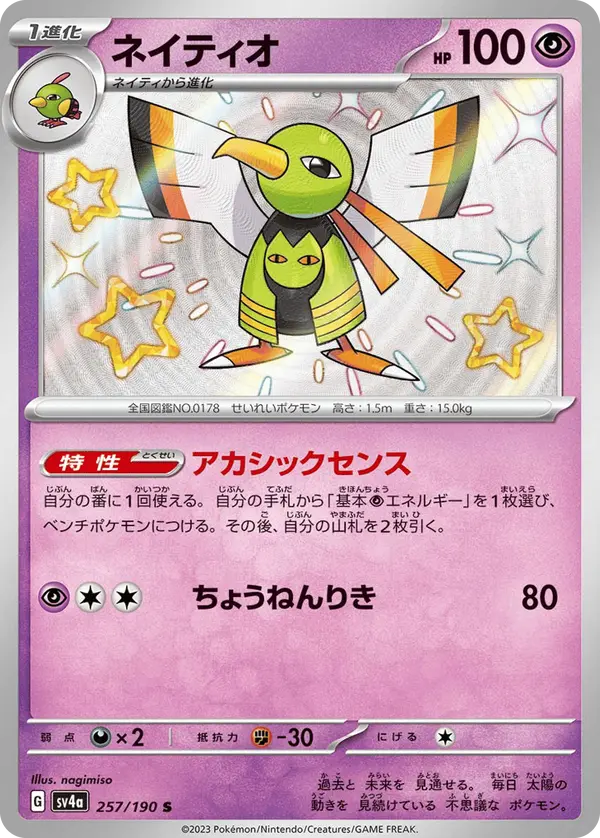 1進化
ネイティオ
HP 100
ネイティから進化
全国図鑑NO.0178 せいれいポケモン 高さ:1.5m 重さ:15.0kg
特性 とくせい アカシックセンス
自分の番に1回使える。自分の手札から「基本エネルギー」を1枚選び、
ベンチポケモンにつける。その後、自分の山札を2枚引く。
ちょうねんりき 80
弱点 ×2 抵抗力 -30 にげる
Illus. nagimiso
G sv4a 257/190 S
過去と 未来を 見通せる。毎日 太陽の
動きを 見続けている 不思議な ポケモン。
©2023 Pokémon/Nintendo/Creatures/GAME FREAK.